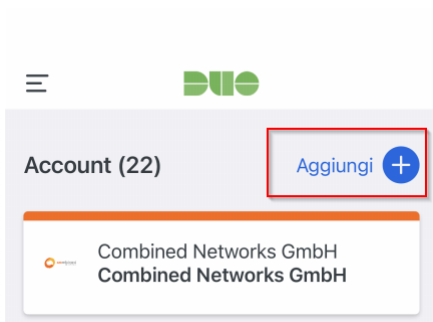 DUO
Account (22)
Aggiungi
Combined Networks GmbH
Combined Networks GmbH